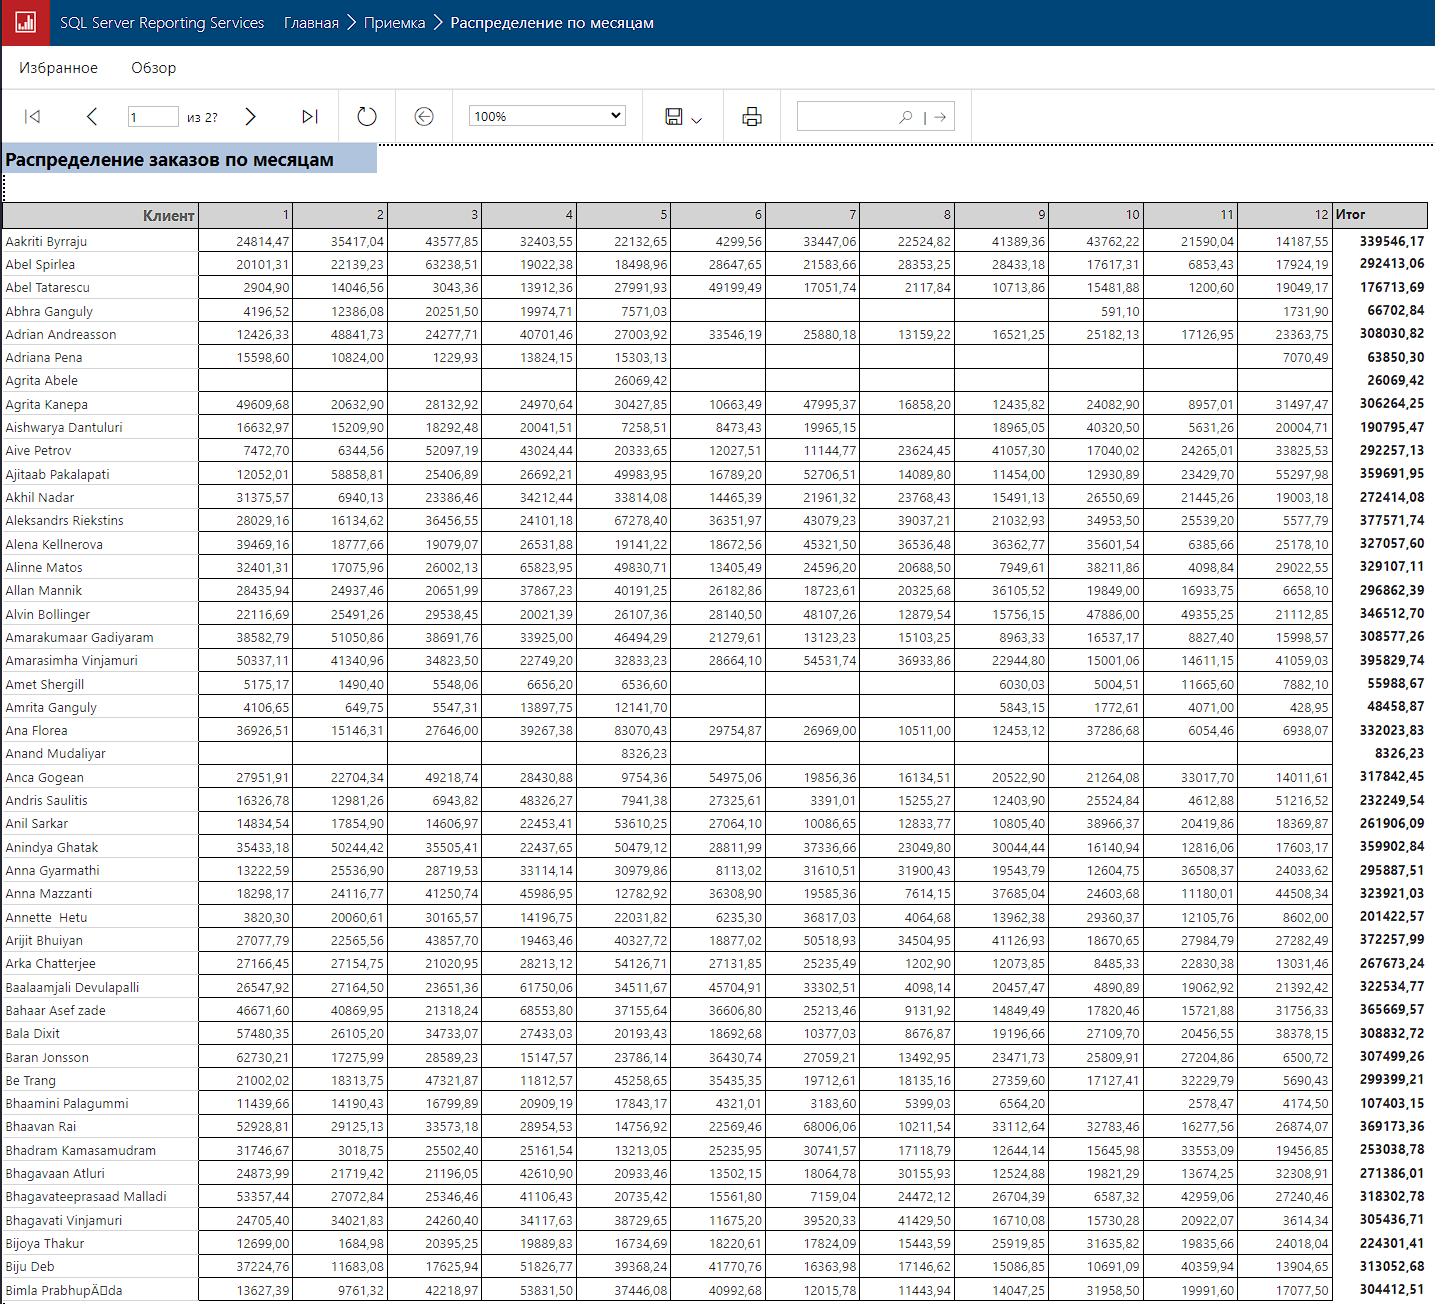 SQL Server Reporting Services Главная > Приемка > Распределение по месяцам
Избранное Обзор
1 из 2? 100%
Распределение заказов по месяцам
Клиент 1 2 3 4 5 6 7 8 9 10 11 12 Итог
Aakriti Byrraju 24814,47 35417,04 43577,85 32403,55 22132,65 4299,56 33447,06 22524,82 41389,36 43762,22 21590,04 14187,55 339546,17
Abel Spirlea 20101,31 22139,23 63238,51 19022,38 18498,96 28647,65 21583,66 28353,25 28433,18 17617,31 6853,43 17924,19 292413,06
Abel Tatarescu 2904,90 14046,56 3043,36 13912,36 27991,93 49199,49 17051,74 2117,84 10713,86 15481,88 1200,60 19049,17 176713,69
Abhra Ganguly 4196,52 12386,08 20251,50 19974,71 7571,03 591,10 1731,90 66702,84
Adrian Andreasson 12426,33 48841,73 24277,71 40701,46 27003,92 33546,19 25880,18 13159,22 16521,25 25182,13 17126,95 23363,75 308030,82
Adriana Pena 15598,60 10824,00 1229,93 13824,15 15303,13 7070,49 63850,30
Agrita Abele 26069,42 26069,42
Agrita Kanepa 49609,68 20632,90 28132,92 24970,64 30427,85 10663,49 47995,37 16858,20 12435,82 24082,90 8957,01 31497,47 306264,25
Aishwarya Dantuluri 16632,97 15209,90 18292,48 20041,51 7258,51 8473,43 19965,15 18965,05 40320,50 5631,26 20004,71 190795,47
Aive Petrov 7472,70 6344,56 52097,19 43024,44 20333,65 12027,51 11144,77 23624,45 41057,30 17040,02 24265,01 33825,53 292257,13
Ajitaab Pakalapati 12052,01 58858,81 25406,89 26692,21 49983,95 16789,20 52706,51 14089,80 11454,00 12930,89 23429,70 55297,98 359691,95
Akhil Nadar 31375,57 6940,13 23386,46 34212,44 33814,08 14465,39 21961,32 23768,43 15491,13 26550,69 21445,26 19003,18 272414,08
Aleksandrs Riekstins 28029,16 16134,62 36456,55 24101,18 67278,40 36351,97 43079,23 39037,21 21032,93 34953,50 25539,20 5577,79 377571,74
Alena Kellnerova 39469,16 18777,66 19079,07 26531,88 19141,22 18672,56 45321,50 36536,48 36362,77 35601,54 6385,66 25178,10 327057,60
Alinne Matos 32401,31 17075,96 26002,13 65823,95 49830,71 13405,49 24596,20 20688,50 7949,61 38211,86 4098,84 29022,55 329107,11
Allan Mannik 28435,94 24937,46 20651,99 37867,23 40191,25 26182,86 18723,61 20325,68 36105,52 19849,00 16933,75 6658,10 296862,39
Alvin Bollinger 22116,69 25491,26 29538,45 20021,39 26107,36 28140,50 48107,26 12879,54 15756,15 47886,00 49355,25 21112,85 346512,70
Amarakumaar Gadiyaram 38582,79 51050,86 38691,76 33925,00 46494,29 21279,61 13123,23 15103,25 8963,33 16537,17 8827,40 15998,57 308577,26
Amarasimha Vinjamuri 50337,11 41340,96 34823,50 22749,20 32833,23 28664,10 54531,74 36933,86 22944,80 15001,06 14611,15 41059,03 395829,74
Amet Shergill 5175,17 1490,40 5548,06 6656,20 6536,60 6030,03 5004,51 11665,60 7882,10 55988,67
Amrita Ganguly 4106,65 649,75 5547,31 13897,75 12141,70 5843,15 1772,61 4071,00 428,95 48458,87
Ana Florea 36926,51 15146,31 27646,00 39267,38 83070,43 29754,87 26969,00 10511,00 12453,12 37286,68 6054,46 6938,07 332023,83
Anand Mudaliyar 8326,23 8326,23
Anca Gogean 27951,91 22704,34 49218,74 28430,88 9754,36 54975,06 19856,36 16134,51 20522,90 21264,08 33017,70 14011,61 317842,45
Andris Saulitis 16326,78 12981,26 6943,82 48326,27 7941,38 27325,61 3391,01 15255,27 12403,90 25524,84 4612,88 51216,52 232249,54
Anil Sarkar 14834,54 17854,90 14606,97 22453,41 53610,25 27064,10 10086,65 12833,77 10805,40 38966,37 20419,86 18369,87 261906,09
Anindya Ghatak 35433,18 50244,42 35505,41 22437,65 50479,12 28811,99 37336,66 23049,80 30044,44 16140,94 12816,06 17603,17 359902,84
Anna Gyarmathi 13222,59 25536,90 28719,53 33114,14 30979,86 8113,02 31610,51 31900,43 19543,79 12604,75 36508,37 24033,62 295887,51
Anna Mazzanti 18298,17 24116,77 41250,74 45986,95 12782,92 36308,90 19585,36 7614,15 37685,04 24603,68 11180,01 44508,34 323921,03
Annette  Hetu 3820,30 20060,61 30165,57 14196,75 22031,82 6235,30 36817,03 4064,68 13962,38 29360,37 12105,76 8602,00 201422,57
Arijit Bhuiyan 27077,79 22565,56 43857,70 19463,46 40327,72 18877,02 50518,93 34504,95 41126,93 18670,65 27984,79 27282,49 372257,99
Arka Chatterjee 27166,45 27154,75 21020,95 28213,12 54126,71 27131,85 25235,49 1202,90 12073,85 8485,33 22830,38 13031,46 267673,24
Baalaamjali Devulapalli 26547,92 27164,50 23651,36 61750,06 34511,67 45704,91 33302,51 4098,14 20457,47 4890,89 19062,92 21392,42 322534,77
Bahaar Asef zade 46671,60 40869,95 21318,24 68553,80 37155,64 36606,80 25213,46 9131,92 14849,49 17820,46 15721,88 31756,33 365669,57
Bala Dixit 57480,35 26105,20 34733,07 27433,03 20193,43 18692,68 10377,03 8676,87 19196,66 27109,70 20456,55 38378,15 308832,72
Baran Jonsson 62730,21 17275,99 28589,23 15147,57 23786,14 36430,74 27059,21 13492,95 23471,73 25809,91 27204,86 6500,72 307499,26
Be Trang 21002,02 18313,75 47321,87 11812,57 45258,65 35435,35 19712,61 18135,16 27359,60 17127,41 32229,79 5690,43 299399,21
Bhaamini Palagummi 11439,66 14190,43 16799,89 20909,19 17843,17 4321,01 3183,60 5399,03 6564,20 2578,47 4174,50 107403,15
Bhaavan Rai 52928,81 29125,13 33573,18 28954,53 14756,92 22569,46 68006,06 10211,54 33112,64 32783,46 16277,56 26874,07 369173,36
Bhadram Kamasamudram 31746,67 3018,75 25502,40 25161,54 13213,05 25235,95 30741,57 17118,79 12644,14 15645,98 33553,09 19456,85 253038,78
Bhagavaan Atluri 24873,99 21719,42 21196,05 42610,90 20933,46 13502,15 18064,78 30155,93 12524,88 19821,29 13674,25 32308,91 271386,01
Bhagavateeprasaad Malladi 53357,44 27072,84 25346,46 41106,43 20735,42 15561,80 7159,04 24472,12 26704,39 6587,32 42959,06 27240,46 318302,78
Bhagavati Vinjamuri 24705,40 34021,83 24260,40 34117,63 38729,65 11675,20 39520,33 41429,50 16710,08 15730,28 20922,07 3614,34 305436,71
Bijoya Thakur 12699,00 1684,98 20395,25 19889,83 16734,69 18220,61 17824,09 15443,59 25919,85 31635,82 19835,66 24018,04 224301,41
Biju Deb 37224,76 11683,08 17625,94 51826,77 39368,24 41770,76 16363,98 17146,62 15086,85 10691,09 40359,94 13904,65 313052,68
Bimla PrabhupÄ□da 13627,39 9761,32 42218,97 53831,50 37446,08 40992,68 12015,78 11443,94 14047,25 31958,50 19991,60 17077,50 304412,51